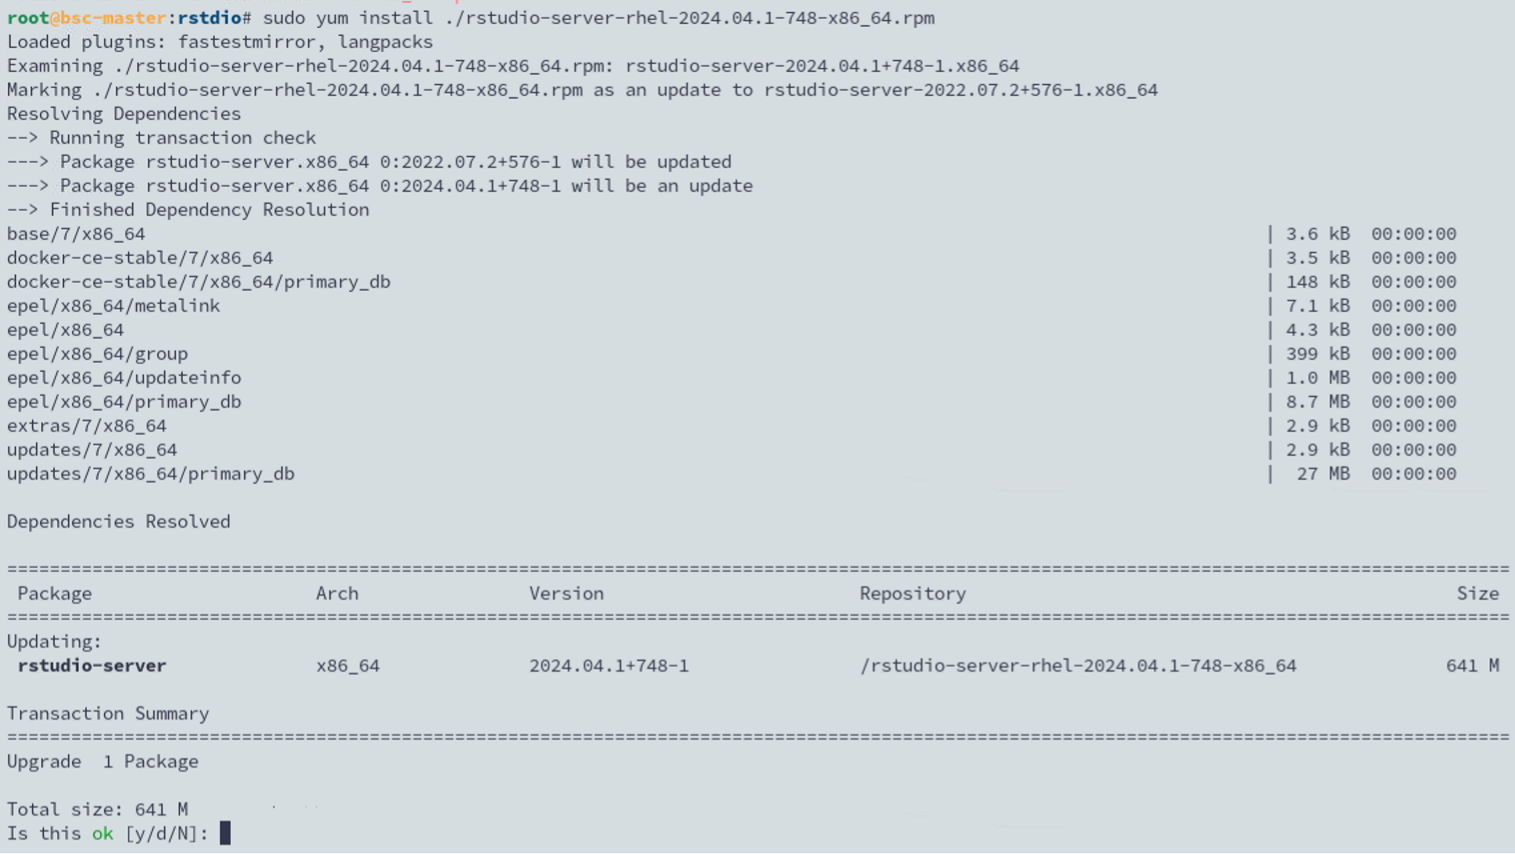 root@bsc-master:rstdio# sudo yum install ./rstudio-server-rhel-2024.04.1-748-x86_64.rpm
Loaded plugins: fastestmirror, langpacks
Examining ./rstudio-server-rhel-2024.04.1-748-x86_64.rpm: rstudio-server-2024.04.1+748-1.x86_64
Marking ./rstudio-server-rhel-2024.04.1-748-x86_64.rpm as an update to rstudio-server-2022.07.2+576-1.x86_64
Resolving Dependencies
--> Running transaction check
---> Package rstudio-server.x86_64 0:2022.07.2+576-1 will be updated
---> Package rstudio-server.x86_64 0:2024.04.1+748-1 will be an update
--> Finished Dependency Resolution
base/7/x86_64 | 3.6 kB 00:00:00
docker-ce-stable/7/x86_64 | 3.5 kB 00:00:00
docker-ce-stable/7/x86_64/primary_db | 148 kB 00:00:00
epel/x86_64/metalink | 7.1 kB 00:00:00
epel/x86_64 | 4.3 kB 00:00:00
epel/x86_64/group | 399 kB 00:00:00
epel/x86_64/updateinfo | 1.0 MB 00:00:00
epel/x86_64/primary_db | 8.7 MB 00:00:00
extras/7/x86_64 | 2.9 kB 00:00:00
updates/7/x86_64 | 2.9 kB 00:00:00
updates/7/x86_64/primary_db | 27 MB 00:00:00
Dependencies Resolved
================================================================================
Package Arch Version Repository Size
================================================================================
Updating:
rstudio-server x86_64 2024.04.1+748-1 /rstudio-server-rhel-2024.04.1-748-x86_64 641 M
Transaction Summary
================================================================================
Upgrade 1 Package
Total size: 641 M
Is this ok [y/d/N]: